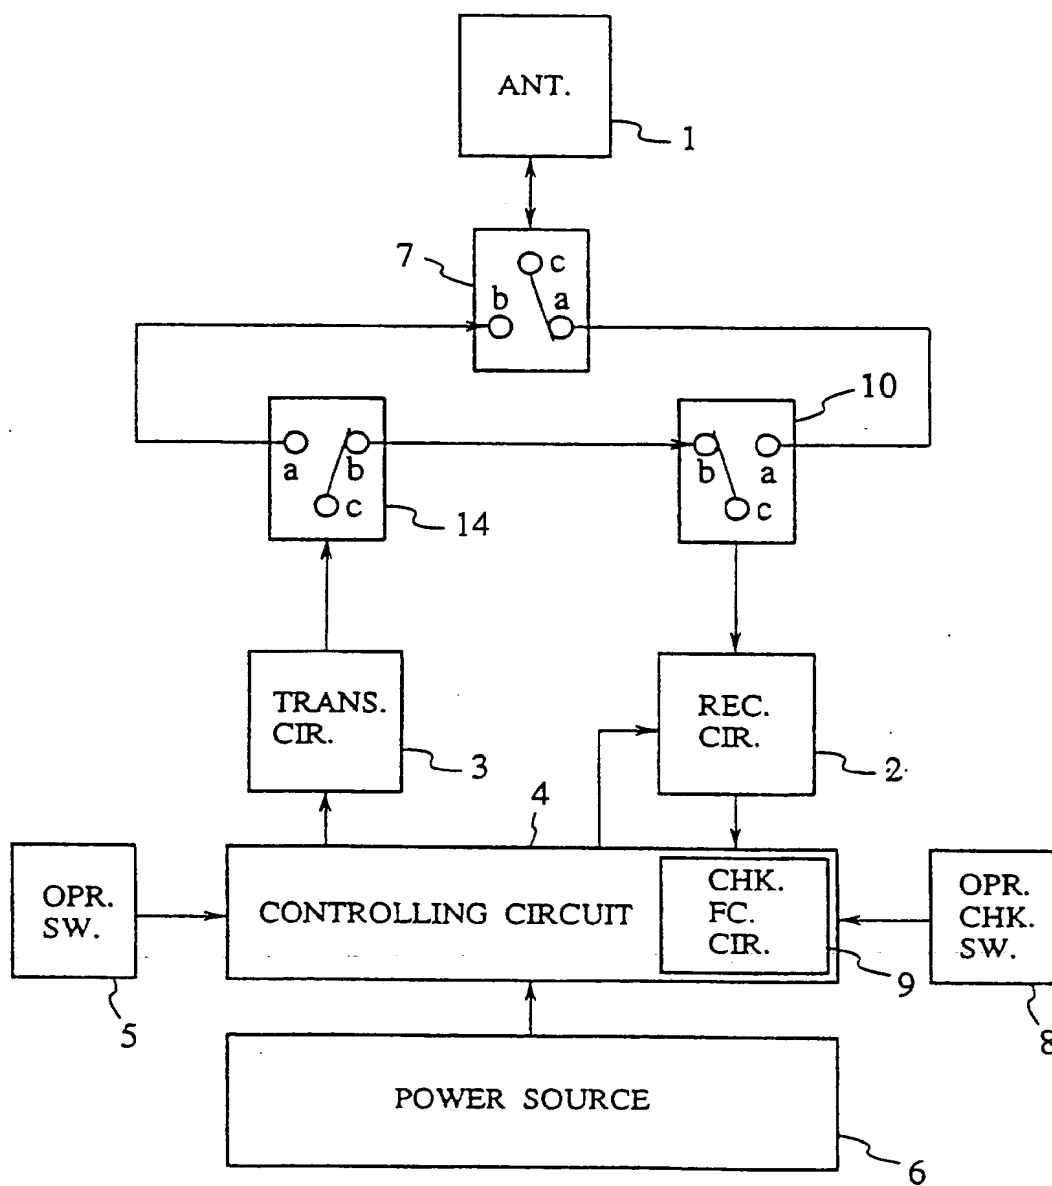 ANT.
1
7
c
b
a
10
a
b
c
14
b
a
c
TRANS.
CIR.
3
REC.
CIR.
2
4
OPR.
SW.
5
CONTROLLING CIRCUIT
CHK.
FC.
CIR.
9
OPR.
CHK.
SW.
8
POWER SOURCE
6